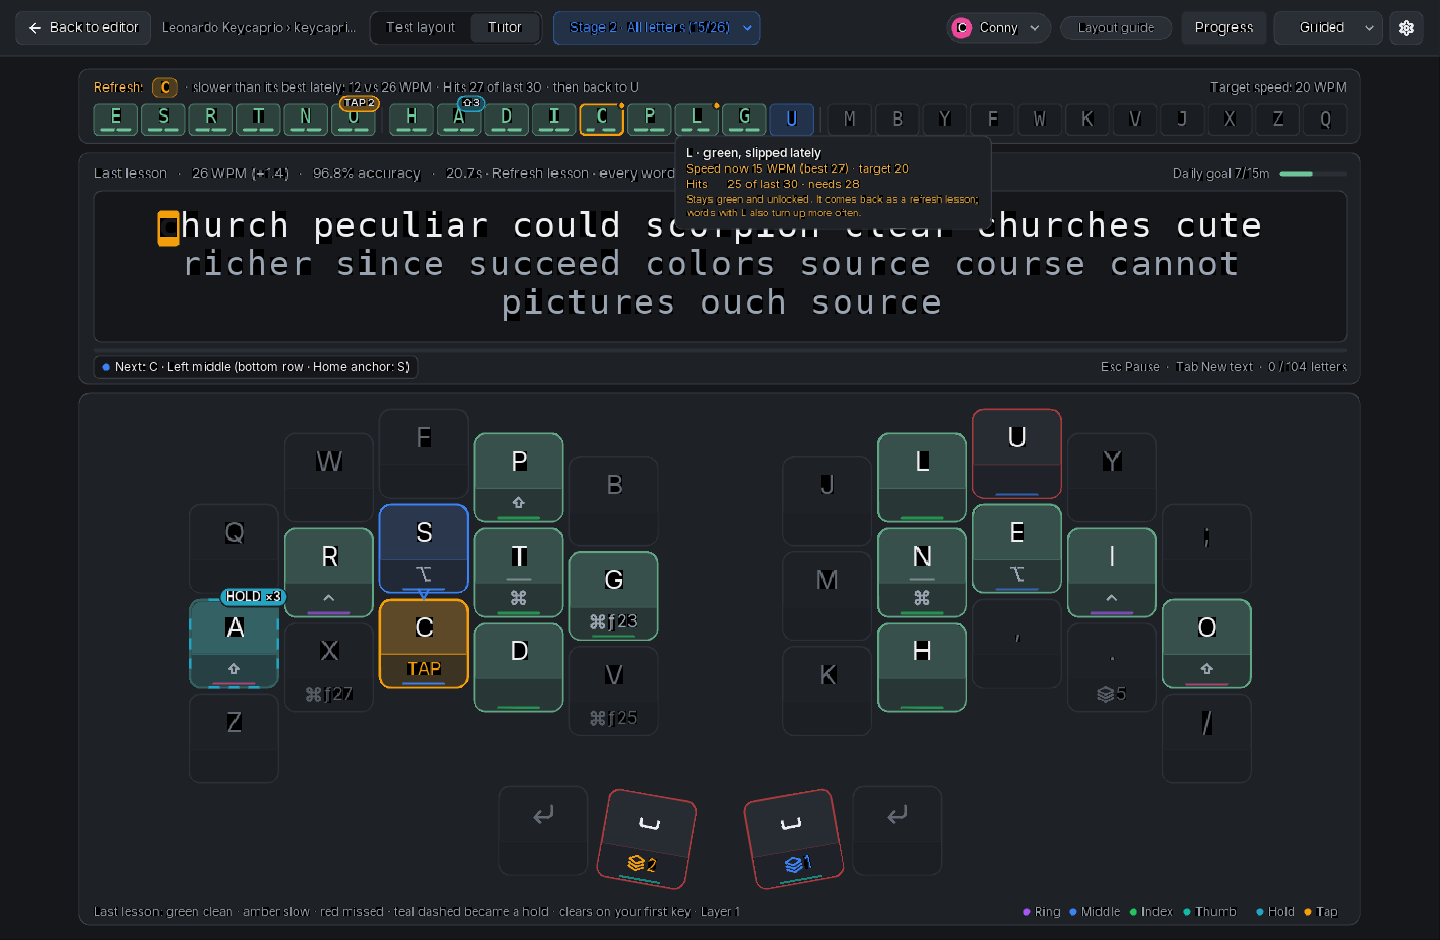 Back to editor
Leonardo Keycaprio › keycapri...
Test layout
Tutor
Stage 2 · All letters (15/26)
C
Conny
Layout guide
Progress
Guided
Refresh: C · slower than its best lately: 12 vs 26 WPM · Hits 27 of last 30 · then back to U
Target speed: 20 WPM
TAP 2
⇧3
E S R T N O H A D I C P L G U M B Y F W K V J X Z Q
L · green, slipped lately
Speed now 15 WPM (best 27) · target 20
Hits 25 of last 30 · needs 28
Stays green and unlocked. It comes back as a refresh lesson;
words with L also turn up more often.
Last lesson · 26 WPM (+1.4) · 96.8% accuracy · 20.7s · Refresh lesson · every word
Daily goal 7/15m
church peculiar could scorpion clear churches cute
richer since succeed colors source course cannot
pictures ouch source
Next: C · Left middle (bottom row · Home anchor: S)
Esc Pause · Tab New text · 0 / 104 letters
F U
W P L Y
B J
Q S E ;
⌥ ⌥
R T N I
^ ⌘ ⌘ ^
G M
⌘ƒ23
HOLD ×3
A C , O
⇧ TAP ⇧
X D H .
⌘ƒ27 5
V K
⌘ƒ25
Z /
2 1
Last lesson: green clean · amber slow · red missed · teal dashed became a hold · clears on your first key · Layer 1
Ring Middle Index Thumb Hold Tap